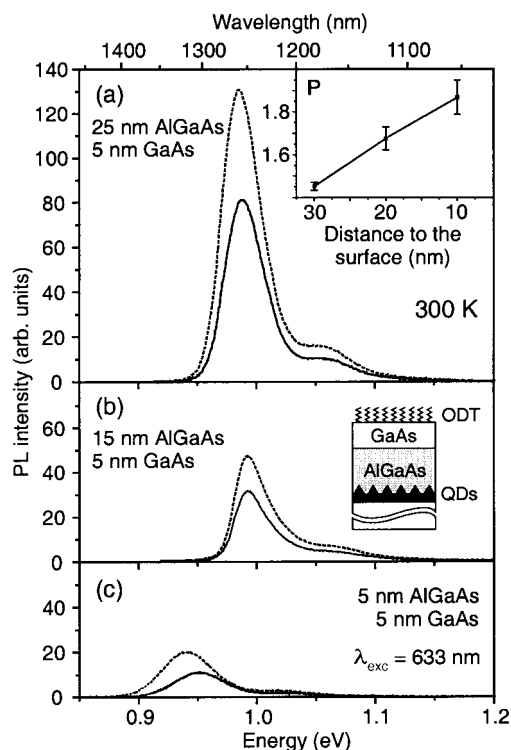 Wavelength (nm)
1400 1300 1200 1100
140
120
100
80
60
40
20
0
(a)
25 nm AlGaAs
5 nm GaAs
P
1.8
1.6
30 20 10
Distance to the
surface (nm)
300 K
PL intensity (arb. units)
60
40
20
0
(b)
15 nm AlGaAs
5 nm GaAs
ODT
GaAs
AlGaAs
QDs
40
20
0
(c)
5 nm AlGaAs
5 nm GaAs
λexc = 633 nm
0.9 1.0 1.1 1.2
Energy (eV)